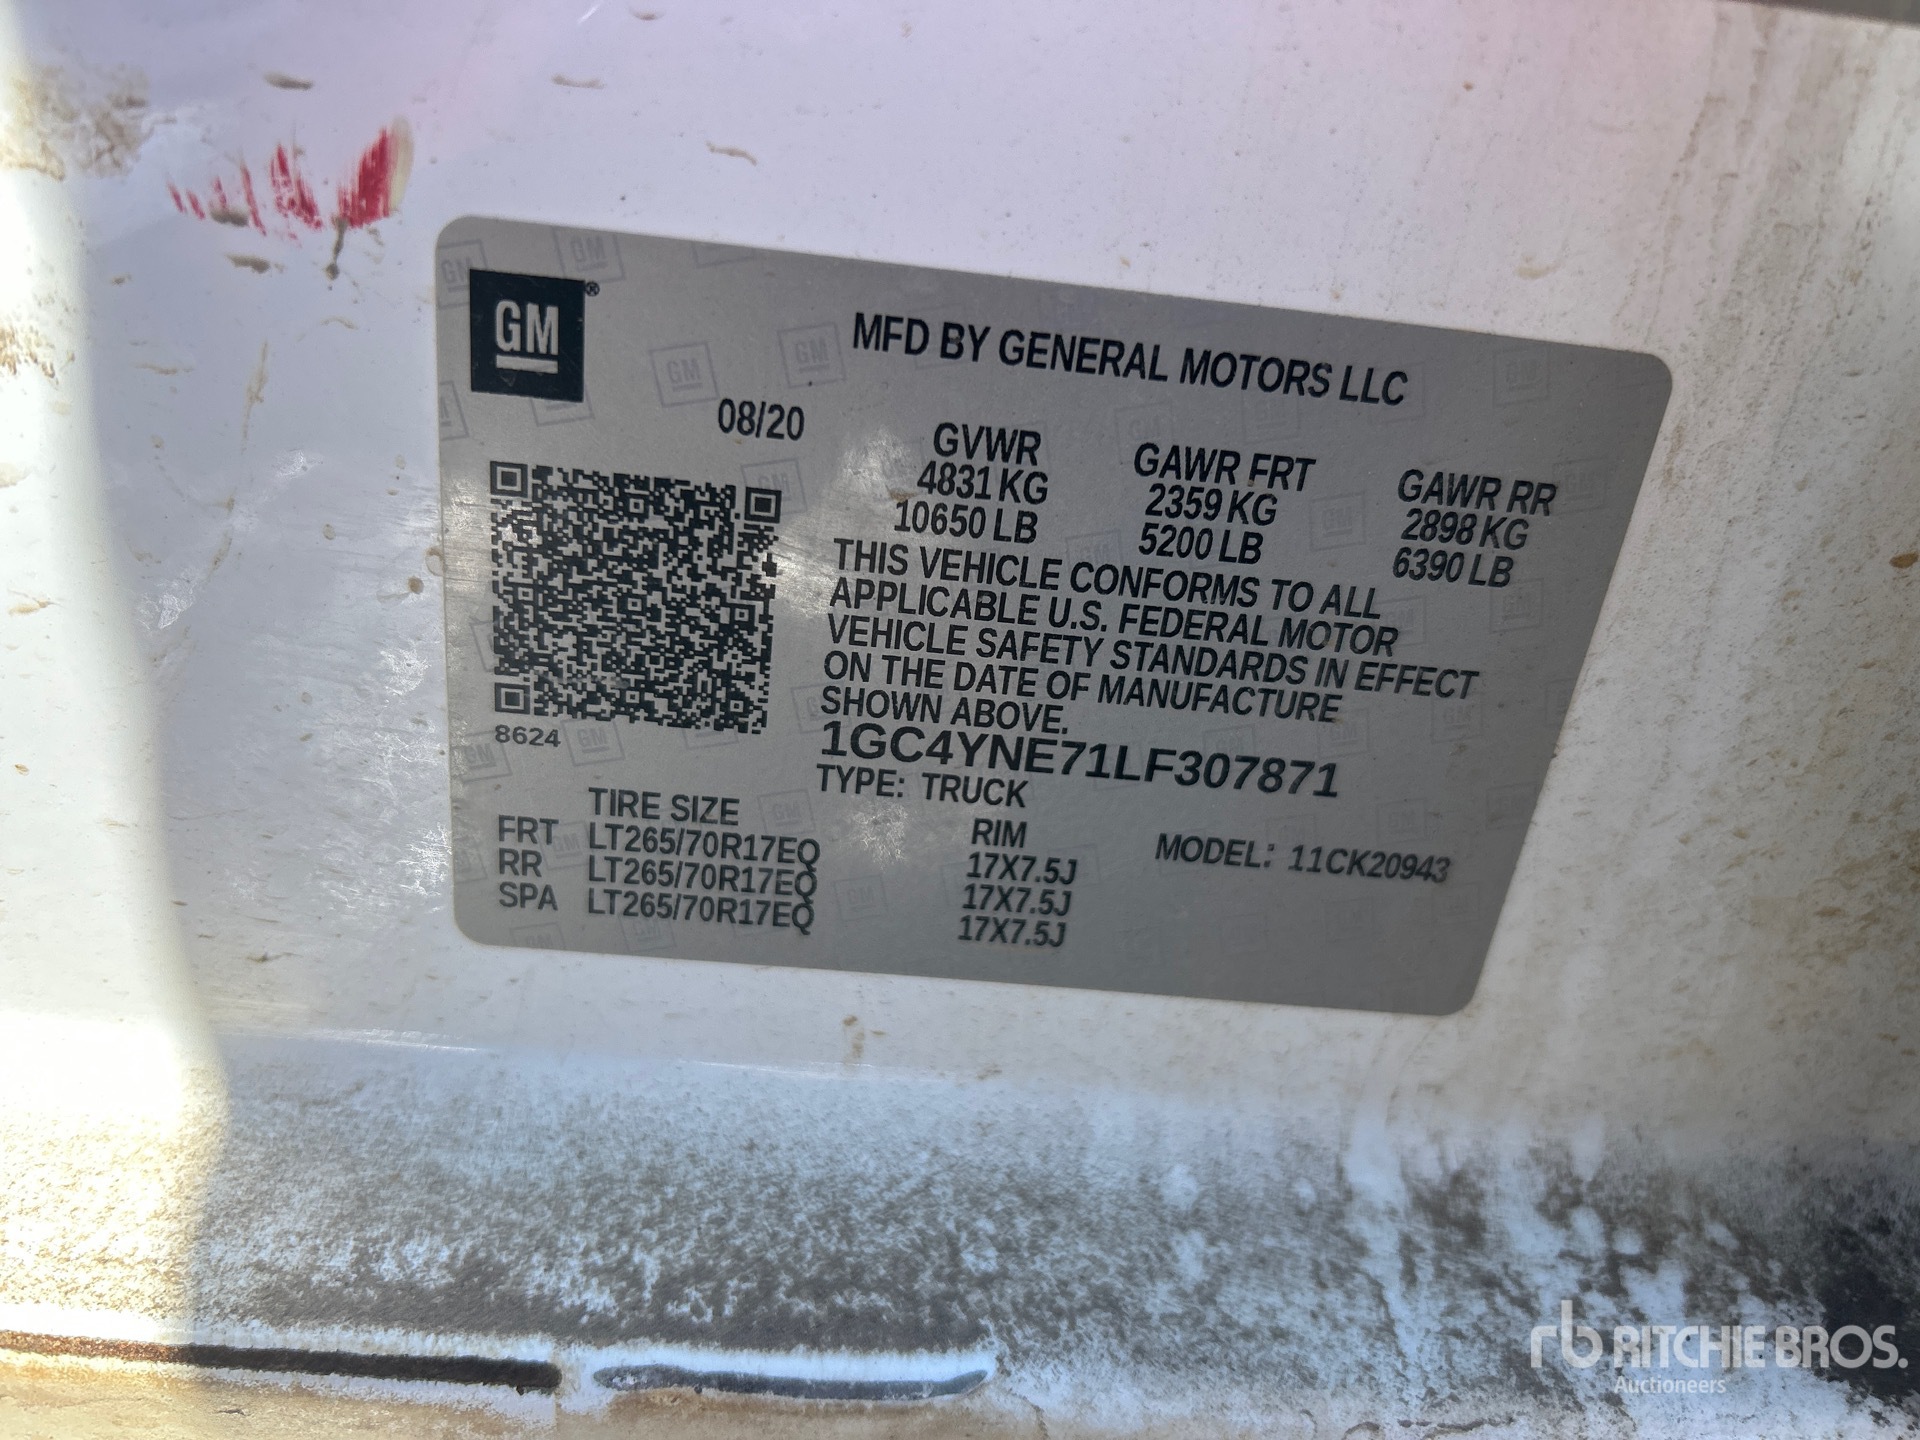 GM®
MFD BY GENERAL MOTORS LLC
08/20
GVWR
4831 KG
10650 LB
GAWR FRT
2359 KG
5200 LB
GAWR RR
2898 KG
6390 LB
THIS VEHICLE CONFORMS TO ALL
APPLICABLE U.S. FEDERAL MOTOR
VEHICLE SAFETY STANDARDS IN EFFECT
ON THE DATE OF MANUFACTURE
SHOWN ABOVE.
8624
1GC4YNE71LF307871
TYPE: TRUCK
TIRE SIZE
RIM
MODEL: 11CK20943
FRT LT265/70R17EQ 17X7.5J
RR LT265/70R17EQ 17X7.5J
SPA LT265/70R17EQ 17X7.5J
rb RITCHIE BROS.
Auctioneers